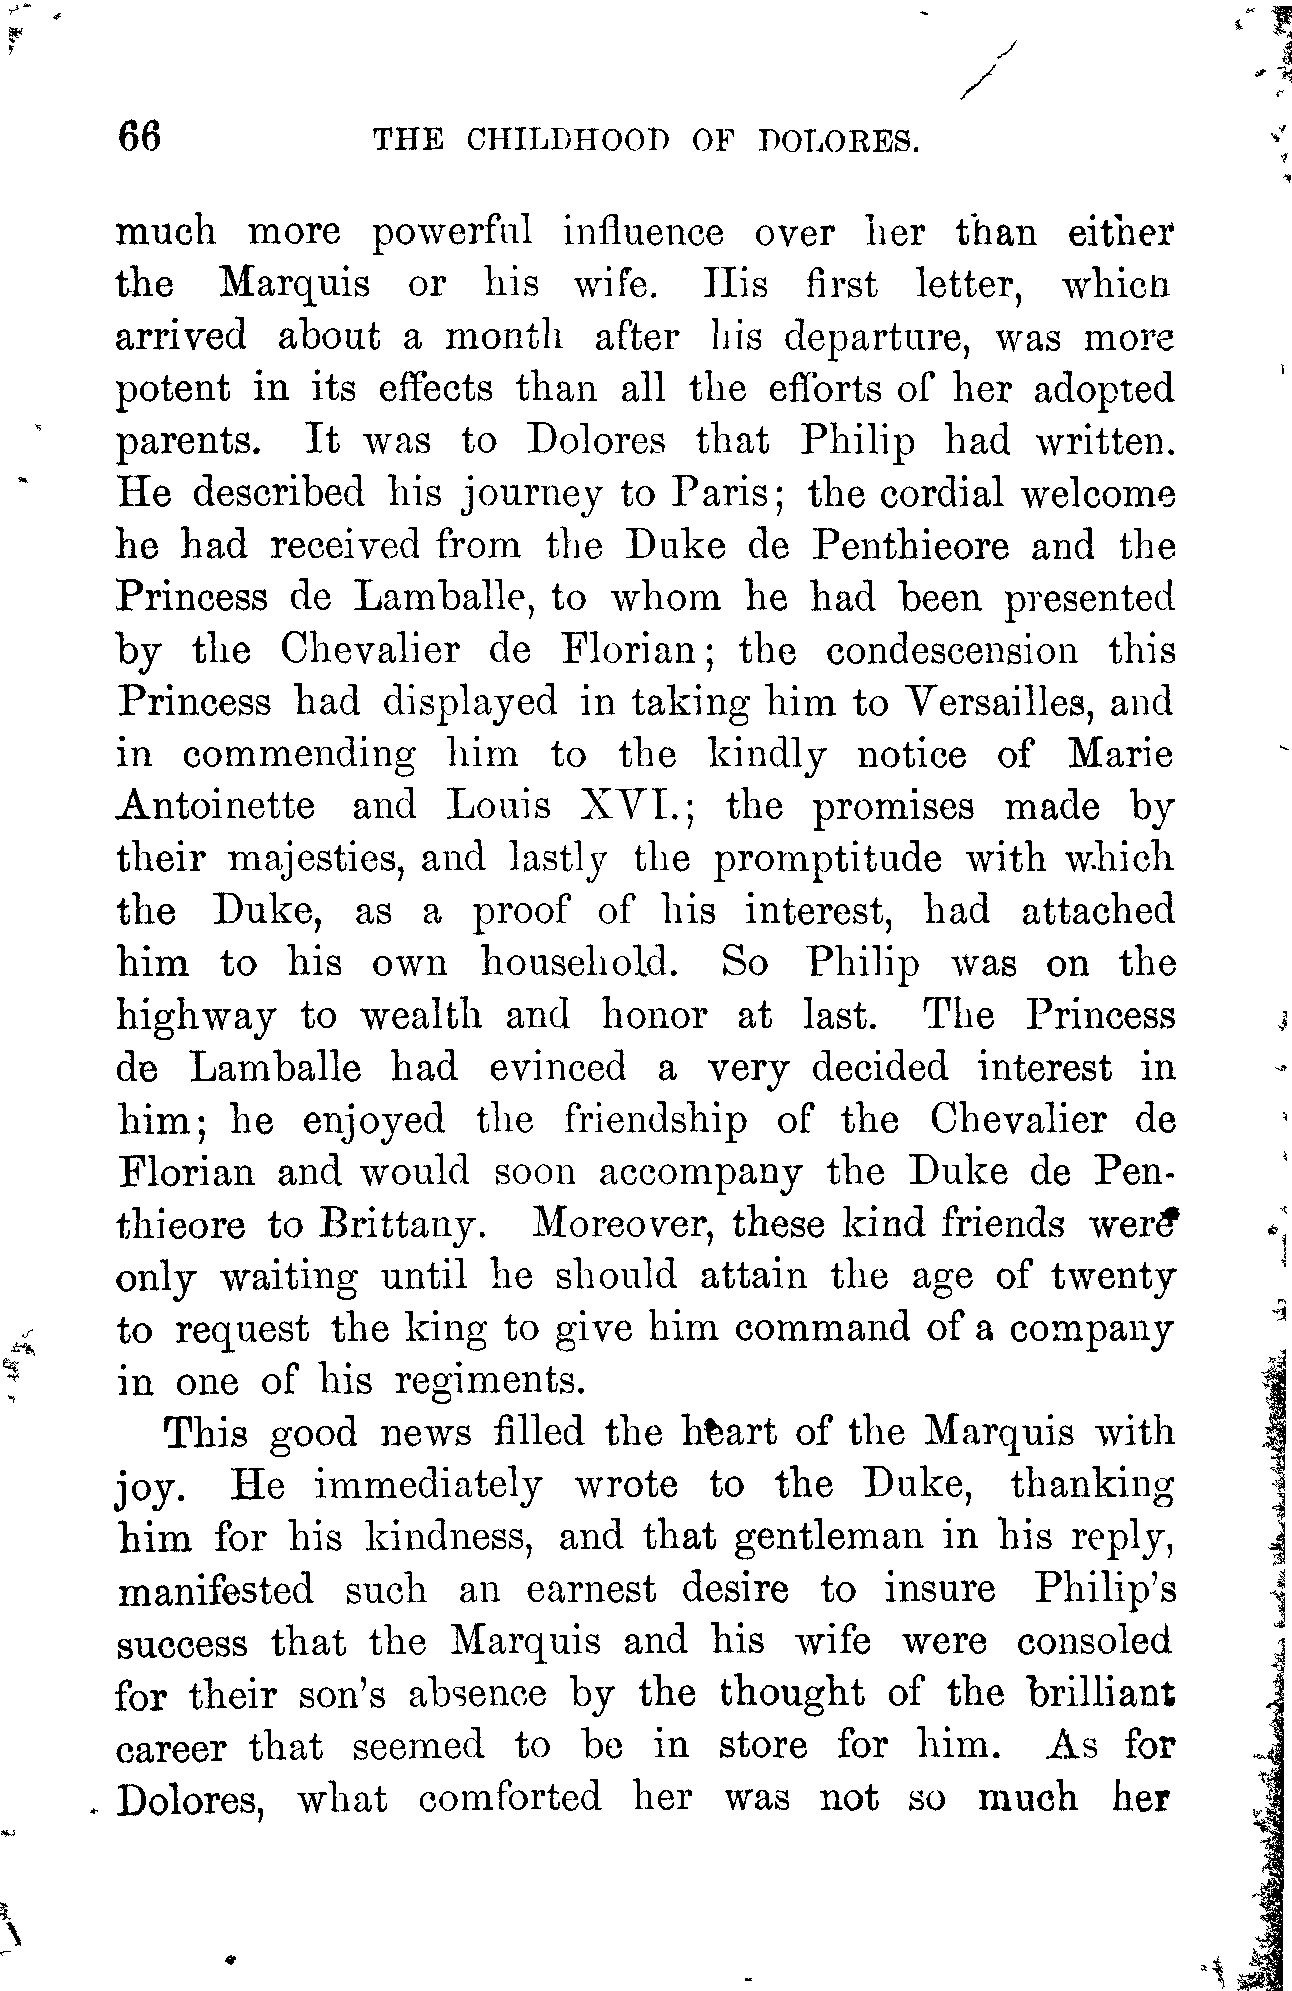 66 THE CHILDHOOD OF DOLORES.
much more powerful influence over her than either
the Marquis or his wife. His first letter, which
arrived about a month after his departure, was more
potent in its effects than all the efforts of her adopted
parents. It was to Dolores that Philip had written.
He described his journey to Paris; the cordial welcome
he had received from the Duke de Penthieore and the
Princess de Lamballe, to whom he had been presented
by the Chevalier de Florian; the condescension this
Princess had displayed in taking him to Versailles, and
in commending him to the kindly notice of Marie
Antoinette and Louis XVI.; the promises made by
their majesties, and lastly the promptitude with which
the Duke, as a proof of his interest, had attached
him to his own household. So Philip was on the
highway to wealth and honor at last. The Princess
de Lamballe had evinced a very decided interest in
him; he enjoyed the friendship of the Chevalier de
Florian and would soon accompany the Duke de Pen-
thieore to Brittany. Moreover, these kind friends were
only waiting until he should attain the age of twenty
to request the king to give him command of a company
in one of his regiments.
This good news filled the heart of the Marquis with
joy. He immediately wrote to the Duke, thanking
him for his kindness, and that gentleman in his reply,
manifested such an earnest desire to insure Philip's
success that the Marquis and his wife were consoled
for their son's absence by the thought of the brilliant
career that seemed to be in store for him. As for
Dolores, what comforted her was not so much her